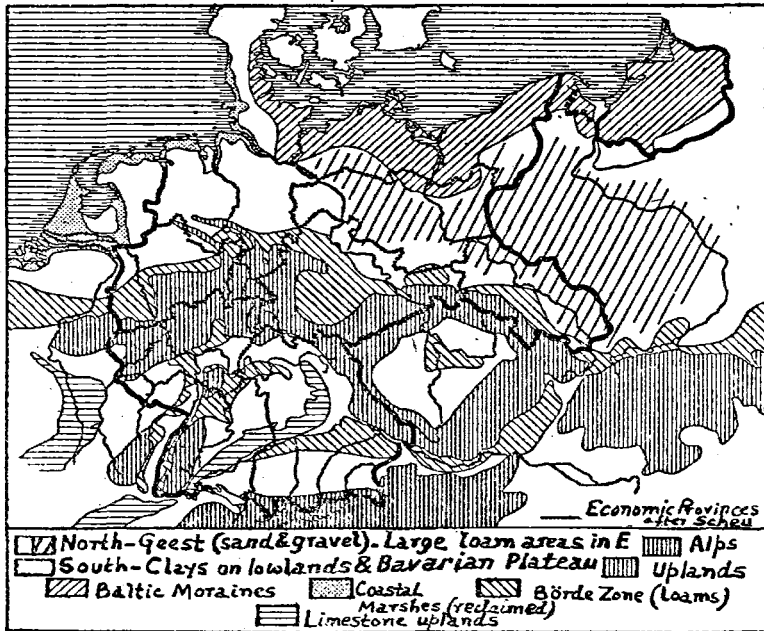 Economic Provinces
after Scheu
North-Geest (sand & gravel)-Large loam areas in E
Alps
South-Clays on lowlands & Bavarian Plateau
Uplands
Baltic Moraines
Coastal
Marshes (reclaimed)
Börde Zone (loams)
Limestone uplands